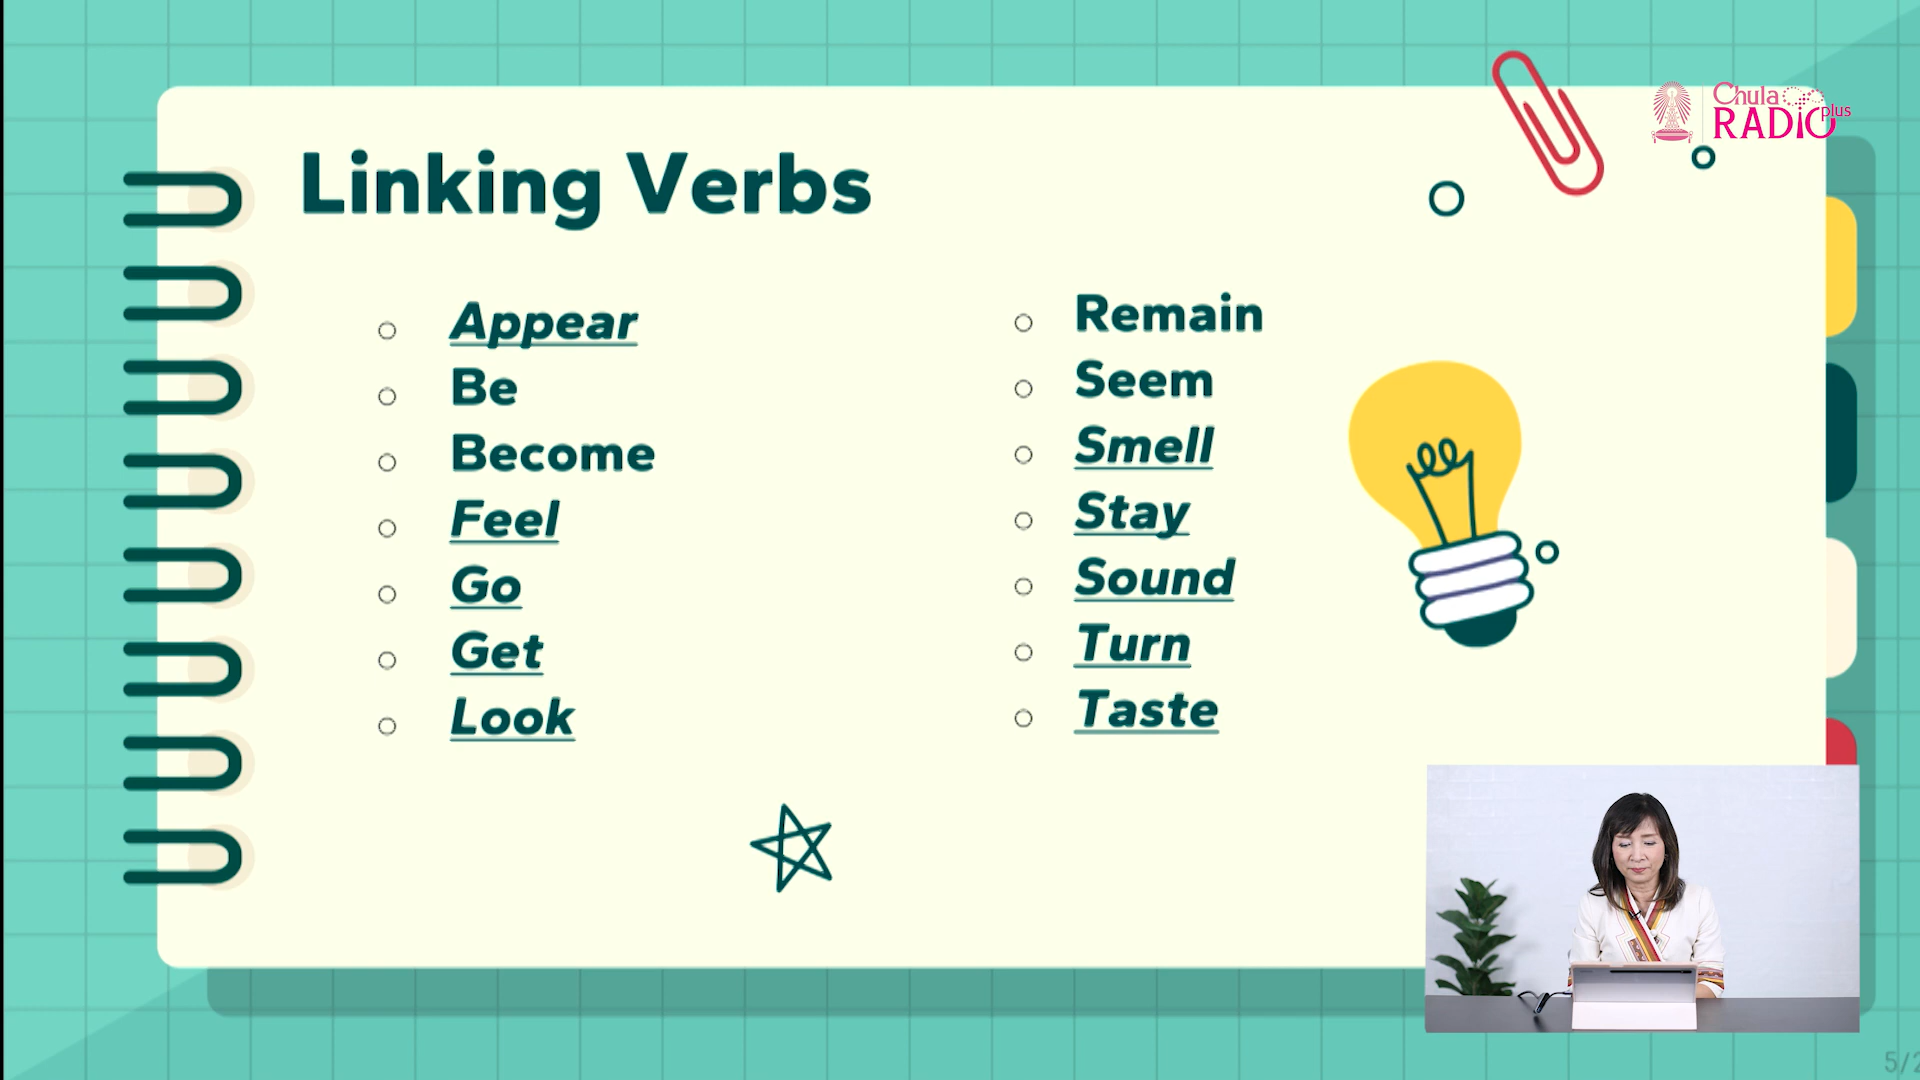 Chula
RADIO plus
Linking Verbs
Appear
Be
Become
Feel
Go
Get
Look
Remain
Seem
Smell
Stay
Sound
Turn
Taste